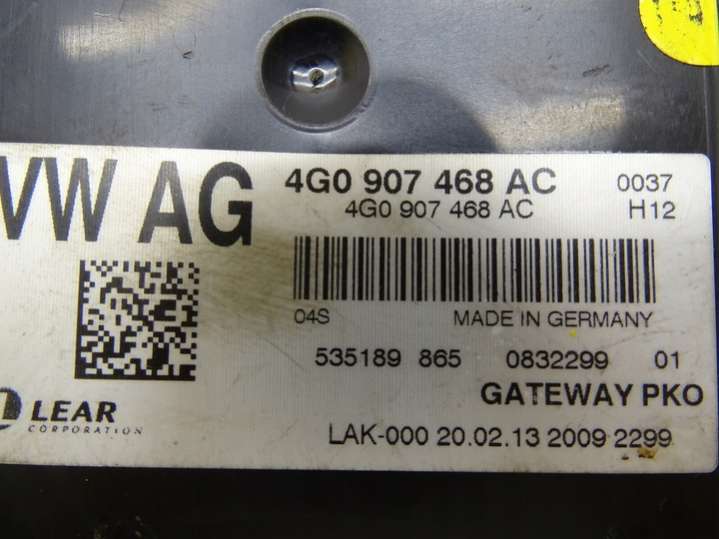 VW AG
4G0 907 468 AC 0037
4G0 907 468 AC H12
04S MADE IN GERMANY
535189 865 0832299 01
GATEWAY PKO
LEAR
CORPORATION
LAK-000 20.02.13 2009 2299